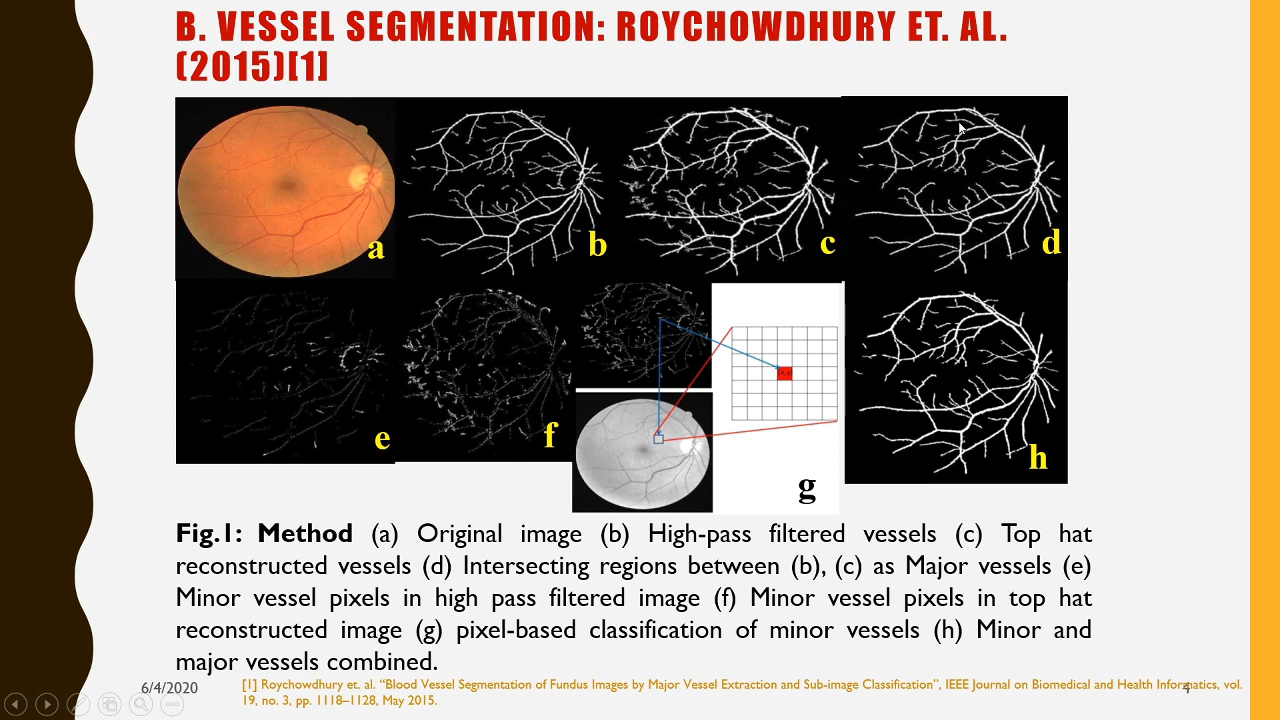 B. VESSEL SEGMENTATION: ROYCHOWDHURY ET. AL.
(2015)[1]
a
b
c
d
e
f
g
h
Fig.1: Method (a) Original image (b) High-pass filtered vessels (c) Top hat
reconstructed vessels (d) Intersecting regions between (b), (c) as Major vessels (e)
Minor vessel pixels in high pass filtered image (f) Minor vessel pixels in top hat
reconstructed image (g) pixel-based classification of minor vessels (h) Minor and
major vessels combined.
6/4/2020
[1] Roychowdhury et. al. “Blood Vessel Segmentation of Fundus Images by Major Vessel Extraction and Sub-image Classification”, IEEE Journal on Biomedical and Health Informatics, vol.
19, no. 3, pp. 1118–1128, May 2015.
4